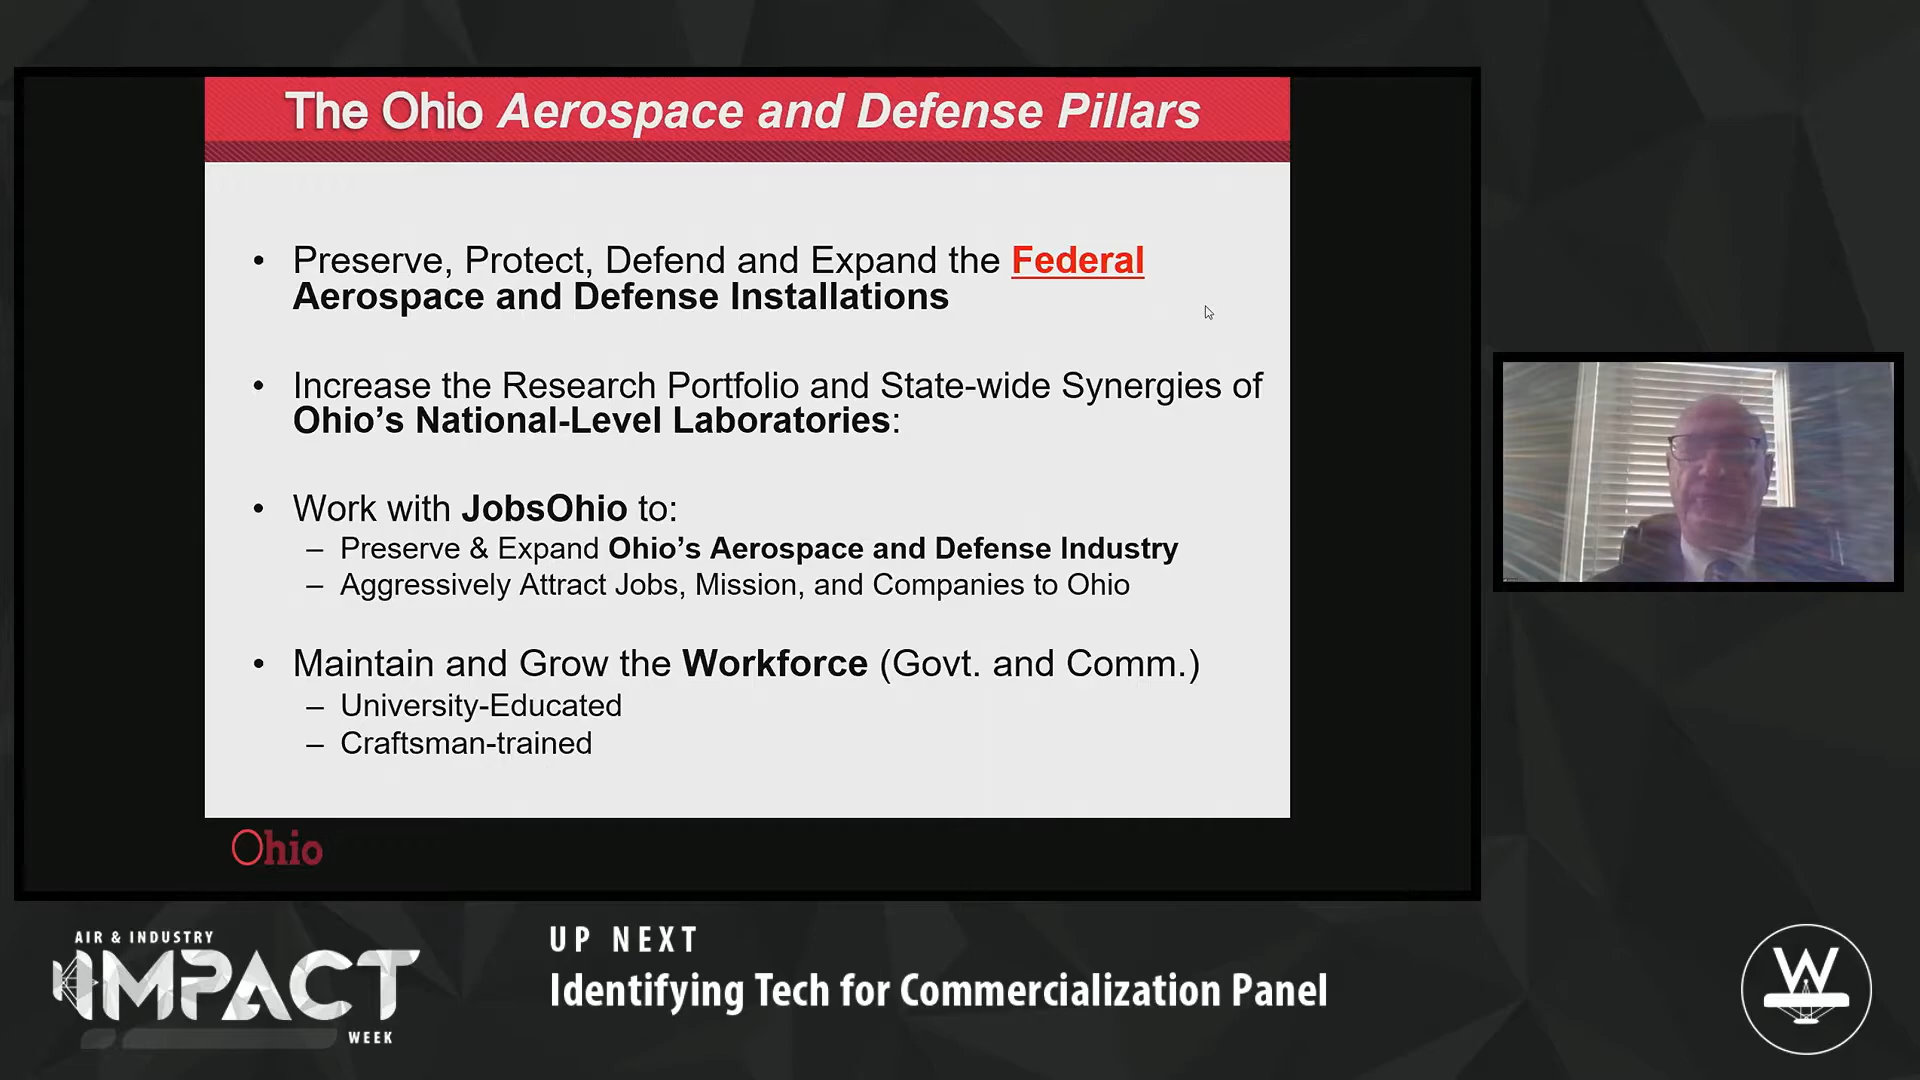 The Ohio Aerospace and Defense Pillars
• Preserve, Protect, Defend and Expand the Federal
Aerospace and Defense Installations
• Increase the Research Portfolio and State-wide Synergies of
Ohio’s National-Level Laboratories:
• Work with JobsOhio to:
– Preserve & Expand Ohio’s Aerospace and Defense Industry
– Aggressively Attract Jobs, Mission, and Companies to Ohio
• Maintain and Grow the Workforce (Govt. and Comm.)
– University-Educated
– Craftsman-trained
Ohio
AIR & INDUSTRY
IMPACT
WEEK
UP NEXT
Identifying Tech for Commercialization Panel
W